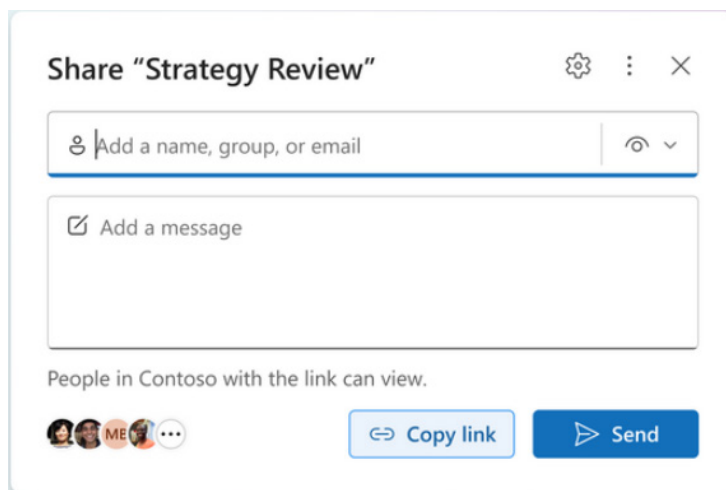 Share “Strategy Review”
Add a name, group, or email
Add a message
People in Contoso with the link can view.
ME
Copy link
Send